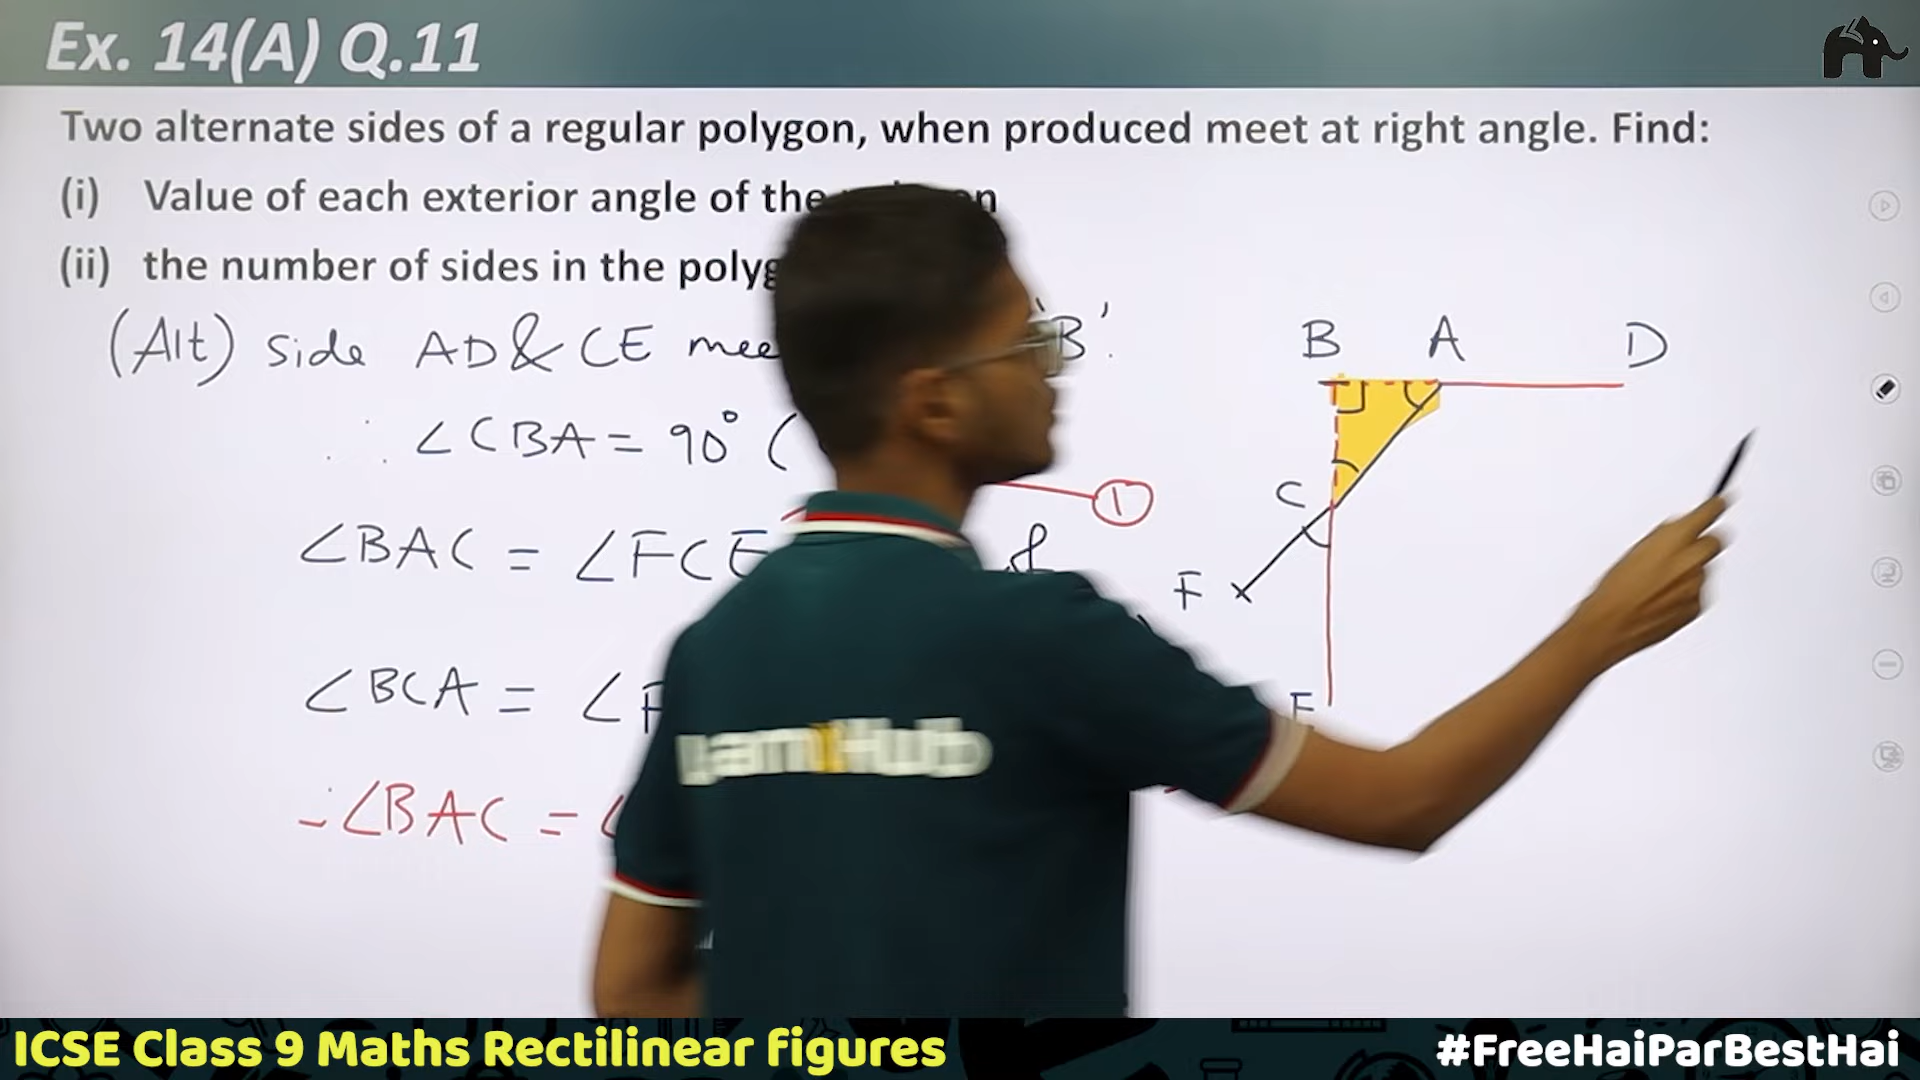 Ex. 14(A) Q.11
Two alternate sides of a regular polygon, when produced meet at right angle. Find:
(i) Value of each exterior angle of the
(ii) the number of sides in the
(Alt) side AD & CE 'B'.
∴ ∠CBA = 90° (
①
∠BAC = ∠FCE &
∠BCA = ∠F
∴ ∠BAC = ∠
B A D
C
F
E
ICSE Class 9 Maths Rectilinear figures
#FreeHaiParBestHai